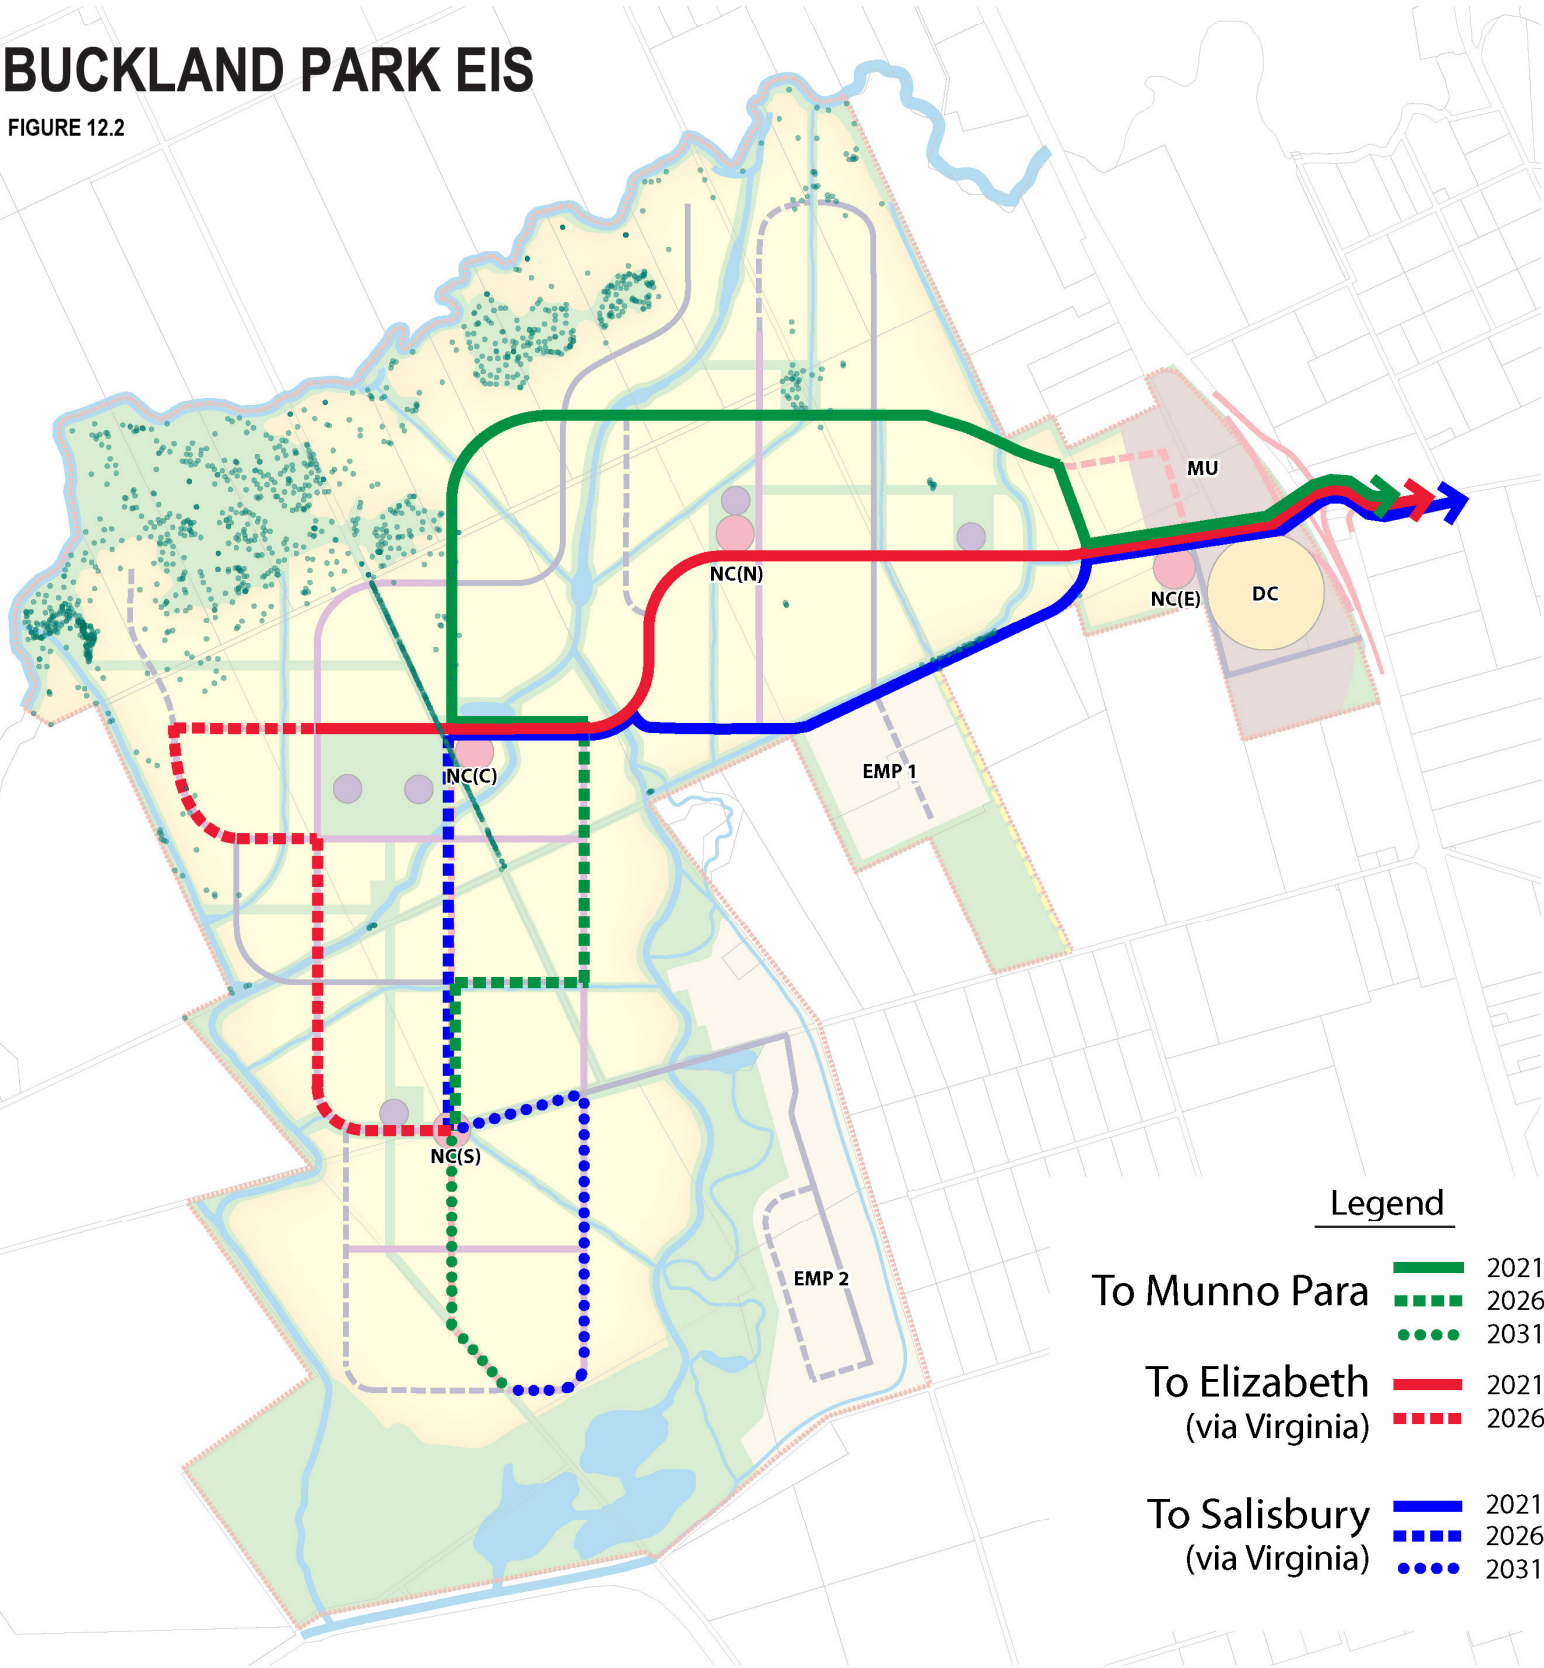 BUCKLAND PARK EIS
FIGURE 12.2
MU
NC(N)
NC(E)
DC
NC(C)
EMP 1
NC(S)
EMP 2
Legend
To Munno Para
2021
2026
2031
To Elizabeth
(via Virginia)
2021
2026
To Salisbury
(via Virginia)
2021
2026
2031